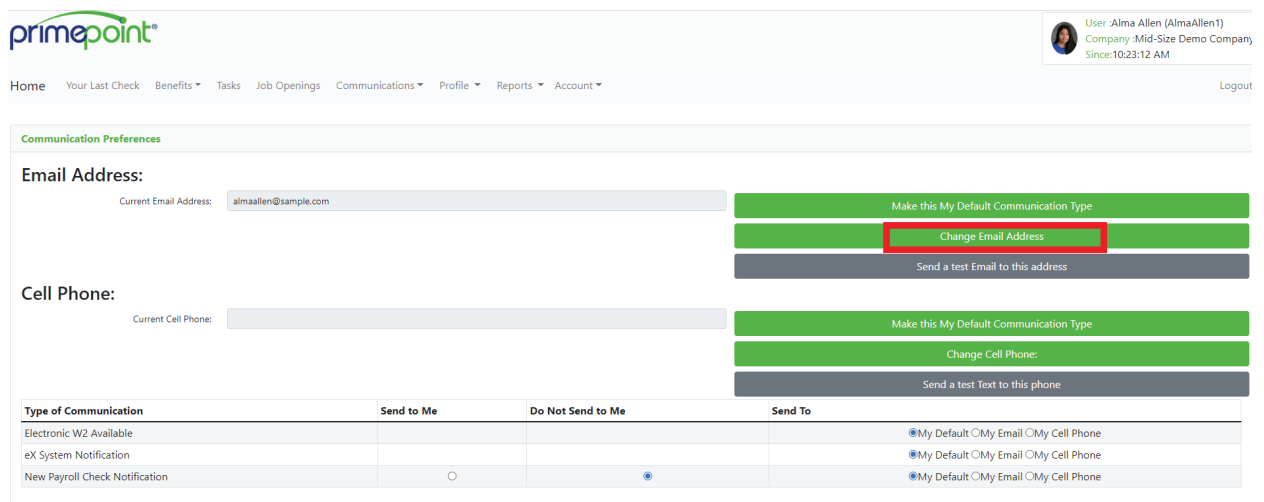 primepoint®
User :Alma Allen (AlmaAllen1)
Company :Mid-Size Demo Company
Since:10:23:12 AM
Home Your Last Check Benefits Tasks Job Openings Communications Profile Reports Account Logout
Communication Preferences
Email Address:
Current Email Address: almaallen@sample.com
Make this My Default Communication Type
Change Email Address
Send a test Email to this address
Cell Phone:
Current Cell Phone:
Make this My Default Communication Type
Change Cell Phone:
Send a test Text to this phone
Type of Communication Send to Me Do Not Send to Me Send To
Electronic W2 Available My Default My Email My Cell Phone
eX System Notification My Default My Email My Cell Phone
New Payroll Check Notification My Default My Email My Cell Phone